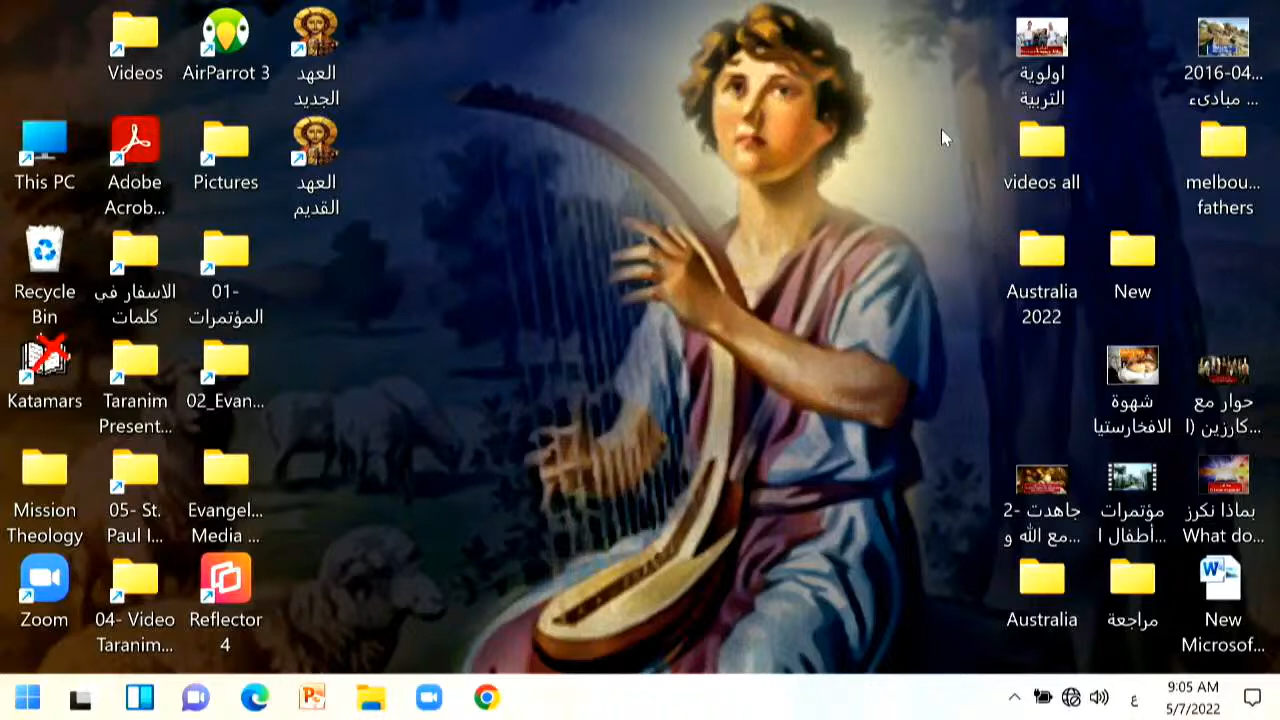 Videos
AirParrot 3
العهد
الجديد
اولوية
التربية
2016-04...
مبادىء ...
This PC
Adobe
Acrob...
Pictures
العهد
القديم
videos all
melbou...
fathers
Recycle
Bin
الاسفار في
كلمات
01-
المؤتمرات
Australia
2022
New
Katamars
Taranim
Present...
02_Evan...
شهوة
الافخارستيا
حوار مع
كارزين (ا...
Mission
Theology
05- St.
Paul I...
Evangel...
Media ...
2- جاهدت
مع الله و...
مؤتمرات
أطفال ا...
بماذا نكرز
What do...
Zoom
04- Video
Taranim...
Reflector
4
Australia
مراجعة
New
Microsof...
ع
9:05 AM
5/7/2022